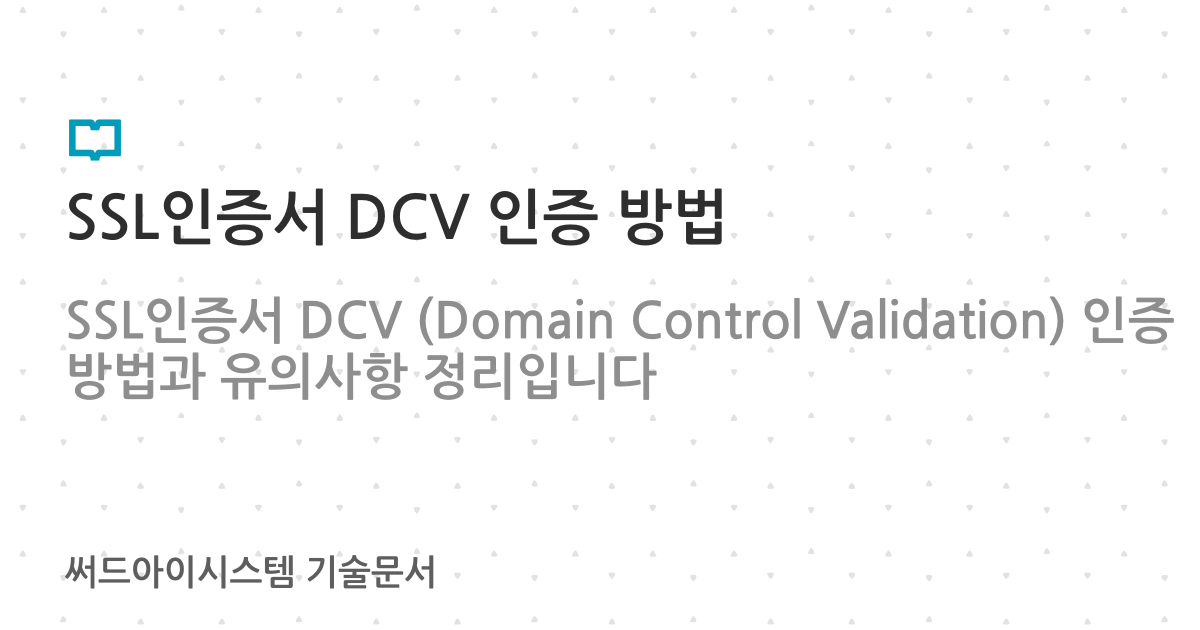 SSL인증서 DCV 인증 방법
SSL인증서 DCV (Domain Control Validation) 인증
방법과 유의사항 정리입니다
써드아이시스템 기술문서